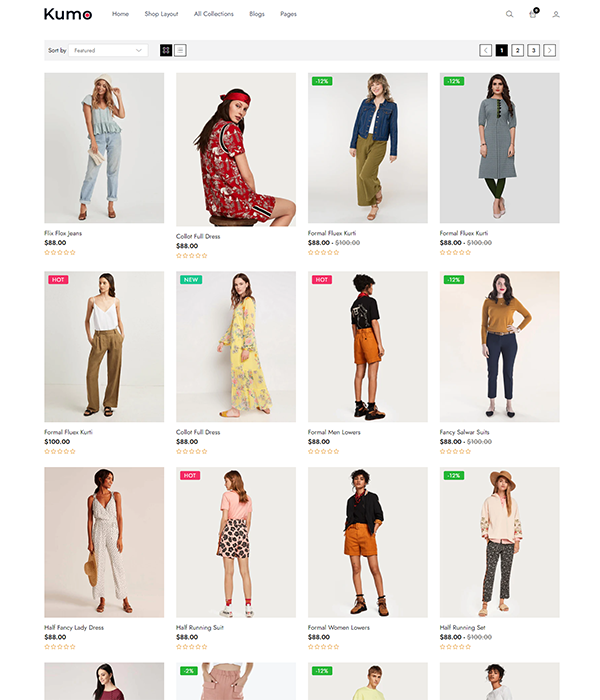 Kumo
Home Shop Layout All Collections Blogs Pages
0
Sort by Featured
1 2 3
-12% -12%
Flix Flox Jeans
$88.00
Collot Full Dress
$88.00
Formal Fluex Kurti
$88.00 - $100.00
Formal Fluex Kurti
$88.00 - $100.00
HOT NEW HOT -12%
Formal Fluex Kurti
$100.00
Collot Full Dress
$88.00
Formal Men Lowers
$88.00
Fancy Salwar Suits
$88.00 - $100.00
HOT -12%
Half Fancy Lady Dress
$88.00
Half Running Suit
$88.00
Formal Women Lowers
$88.00
Half Running Set
$88.00 - $100.00
-2% -12%